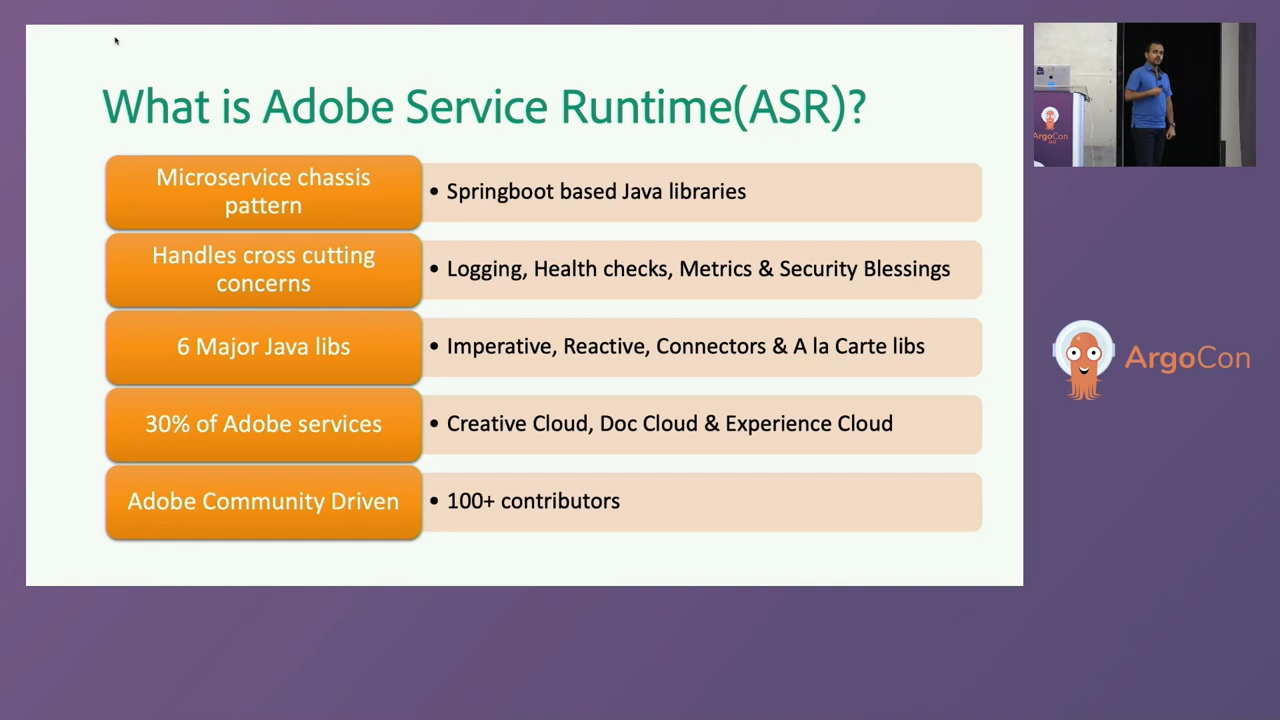 What is Adobe Service Runtime(ASR)?
Microservice chassis
pattern
• Springboot based Java libraries
Handles cross cutting
concerns
• Logging, Health checks, Metrics & Security Blessings
6 Major Java libs
• Imperative, Reactive, Connectors & A la Carte libs
30% of Adobe services
• Creative Cloud, Doc Cloud & Experience Cloud
Adobe Community Driven
• 100+ contributors
ArgoCon
ArgoCon